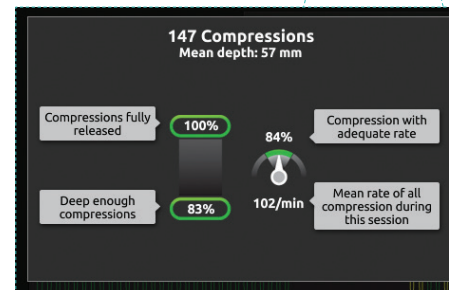 147 Compressions
Mean depth: 57 mm
Compressions fully
released
100%
84%
Compression with
adequate rate
Deep enough
compressions
83%
102/min
Mean rate of all
compression during
this session